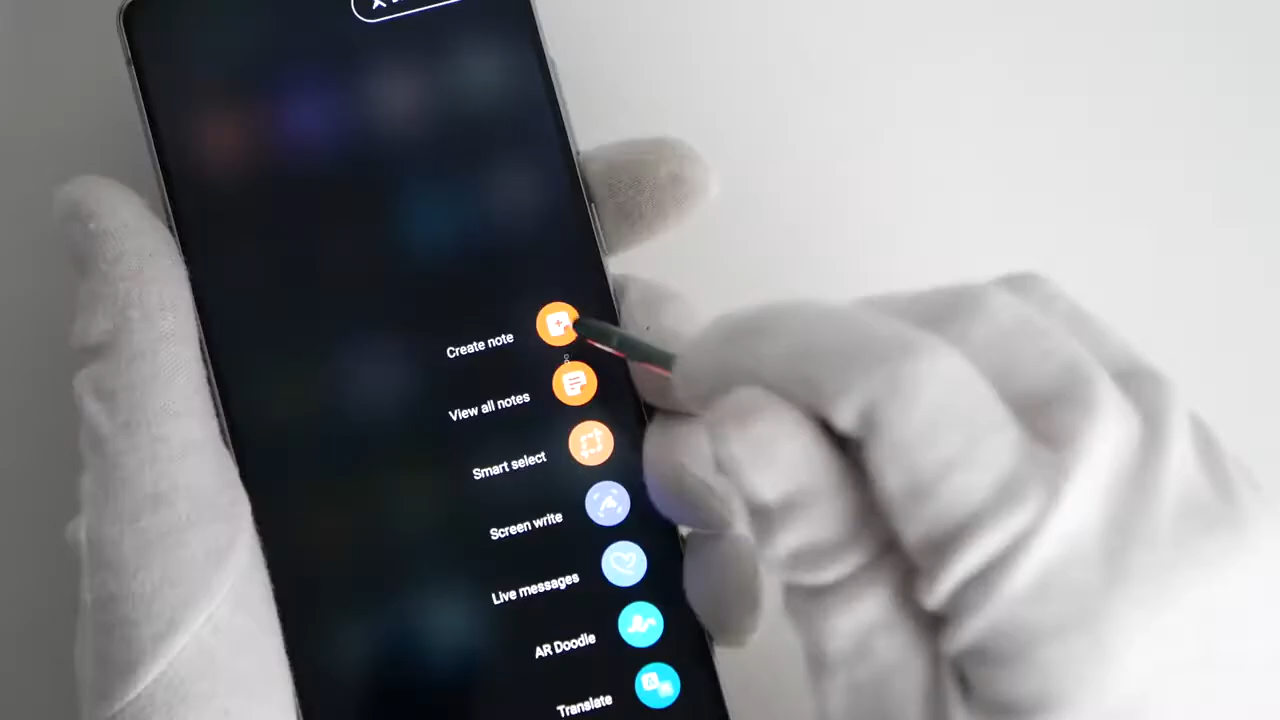 Create note
View all notes
Smart select
Screen write
Live messages
AR Doodle
Translate